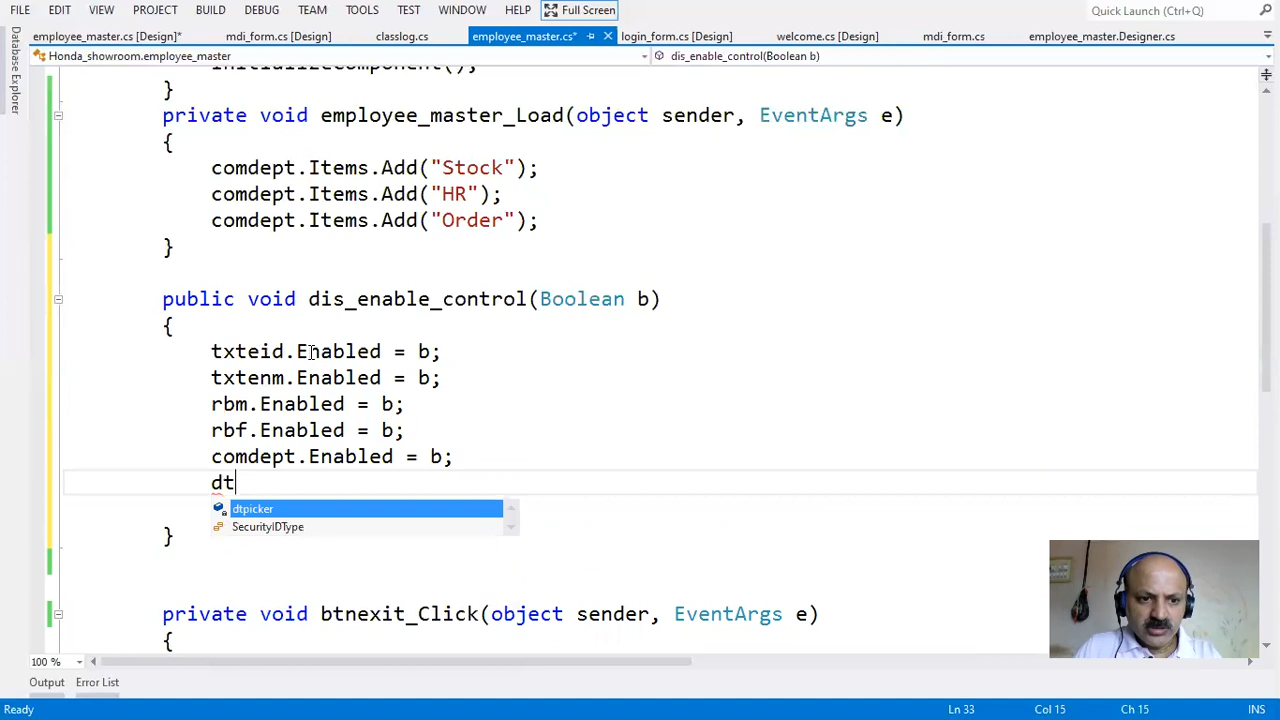 FILE EDIT VIEW PROJECT BUILD DEBUG TEAM TOOLS TEST WINDOW HELP Full Screen Quick Launch (Ctrl+Q)
employee_master.cs [Design]* mdi_form.cs [Design] classlog.cs employee_master.cs* login_form.cs [Design] welcome.cs [Design] mdi_form.cs employee_master.Designer.cs
Database Explorer
Honda_showroom.employee_master dis_enable_control(Boolean b)
InitializeComponent();
}
private void employee_master_Load(object sender, EventArgs e)
{
comdept.Items.Add("Stock");
comdept.Items.Add("HR");
comdept.Items.Add("Order");
}
public void dis_enable_control(Boolean b)
{
txteid.Enabled = b;
txtenm.Enabled = b;
rbm.Enabled = b;
rbf.Enabled = b;
comdept.Enabled = b;
dt
dtpicker
SecurityIDType
}
private void btnexit_Click(object sender, EventArgs e)
{
100 %
Output Error List
Ready Ln 33 Col 15 Ch 15 INS